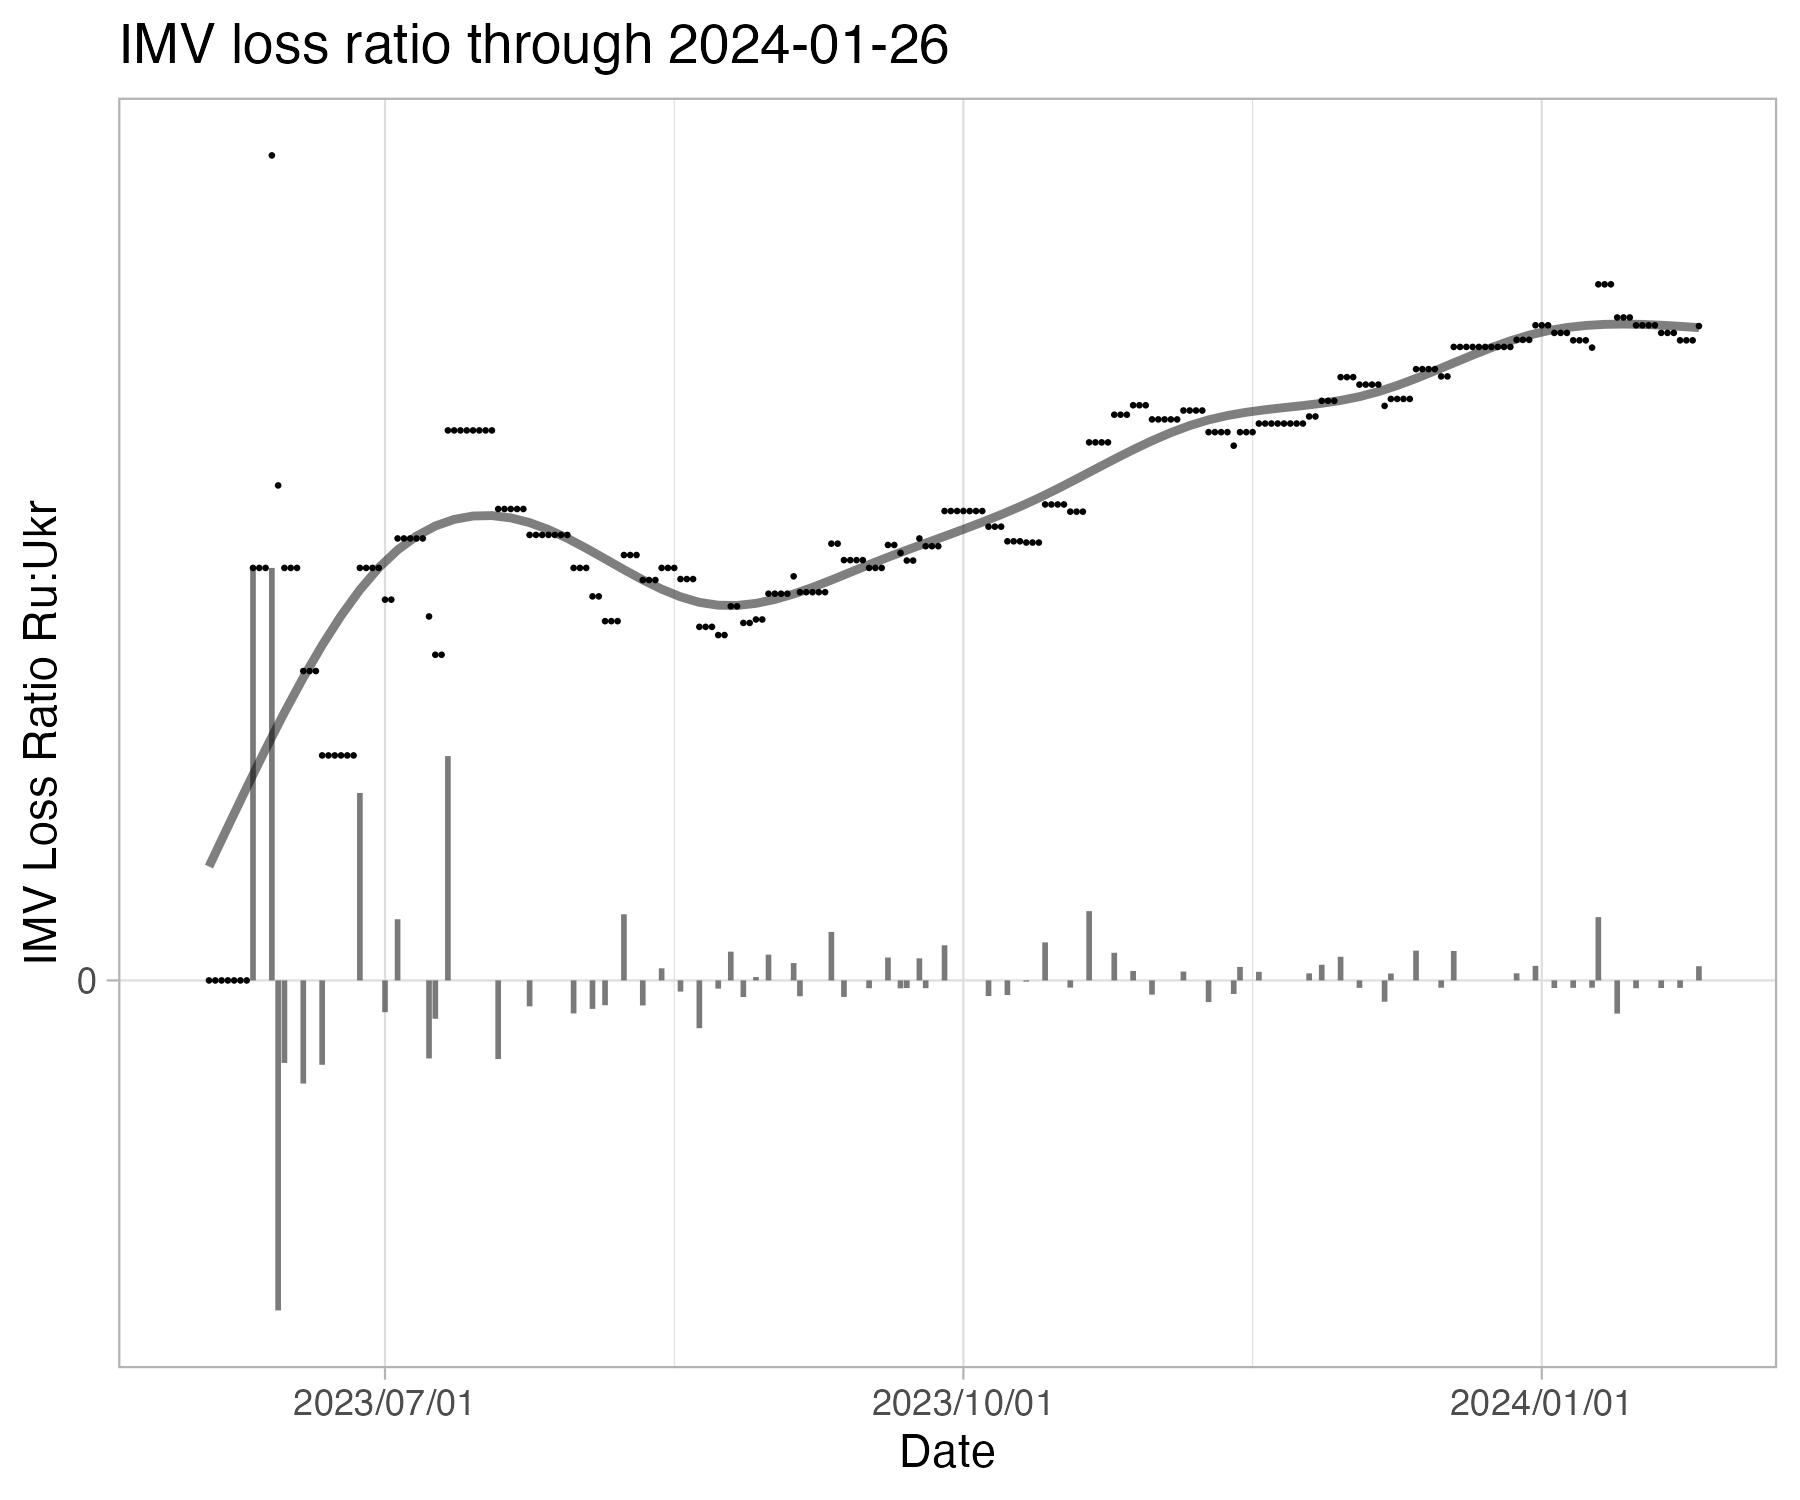 IMV loss ratio through 2024-01-26
IMV Loss Ratio Ru:Ukr
0
2023/07/01
2023/10/01
2024/01/01
Date